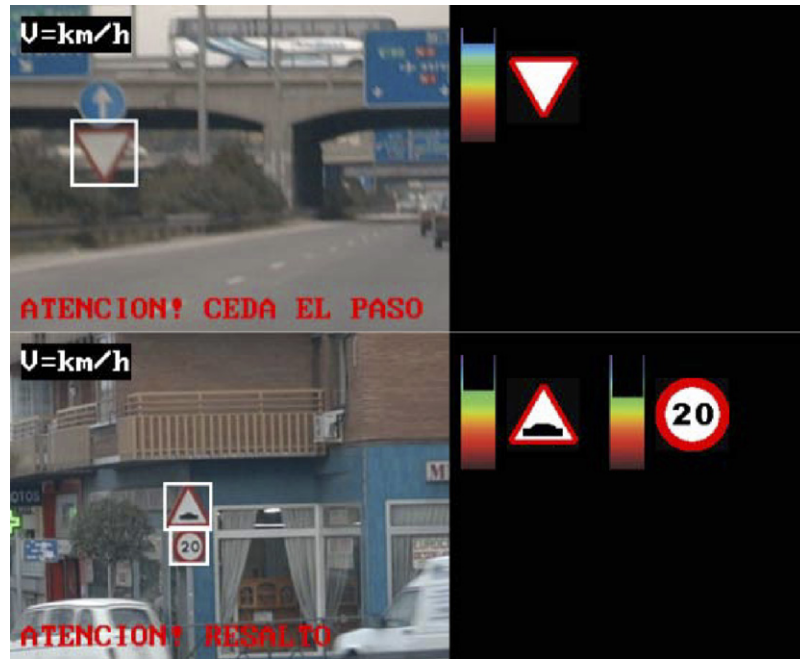 V=km/h
ATENCION! CEDA EL PASO
V=km/h
20
20
ATENCION! RESALTO